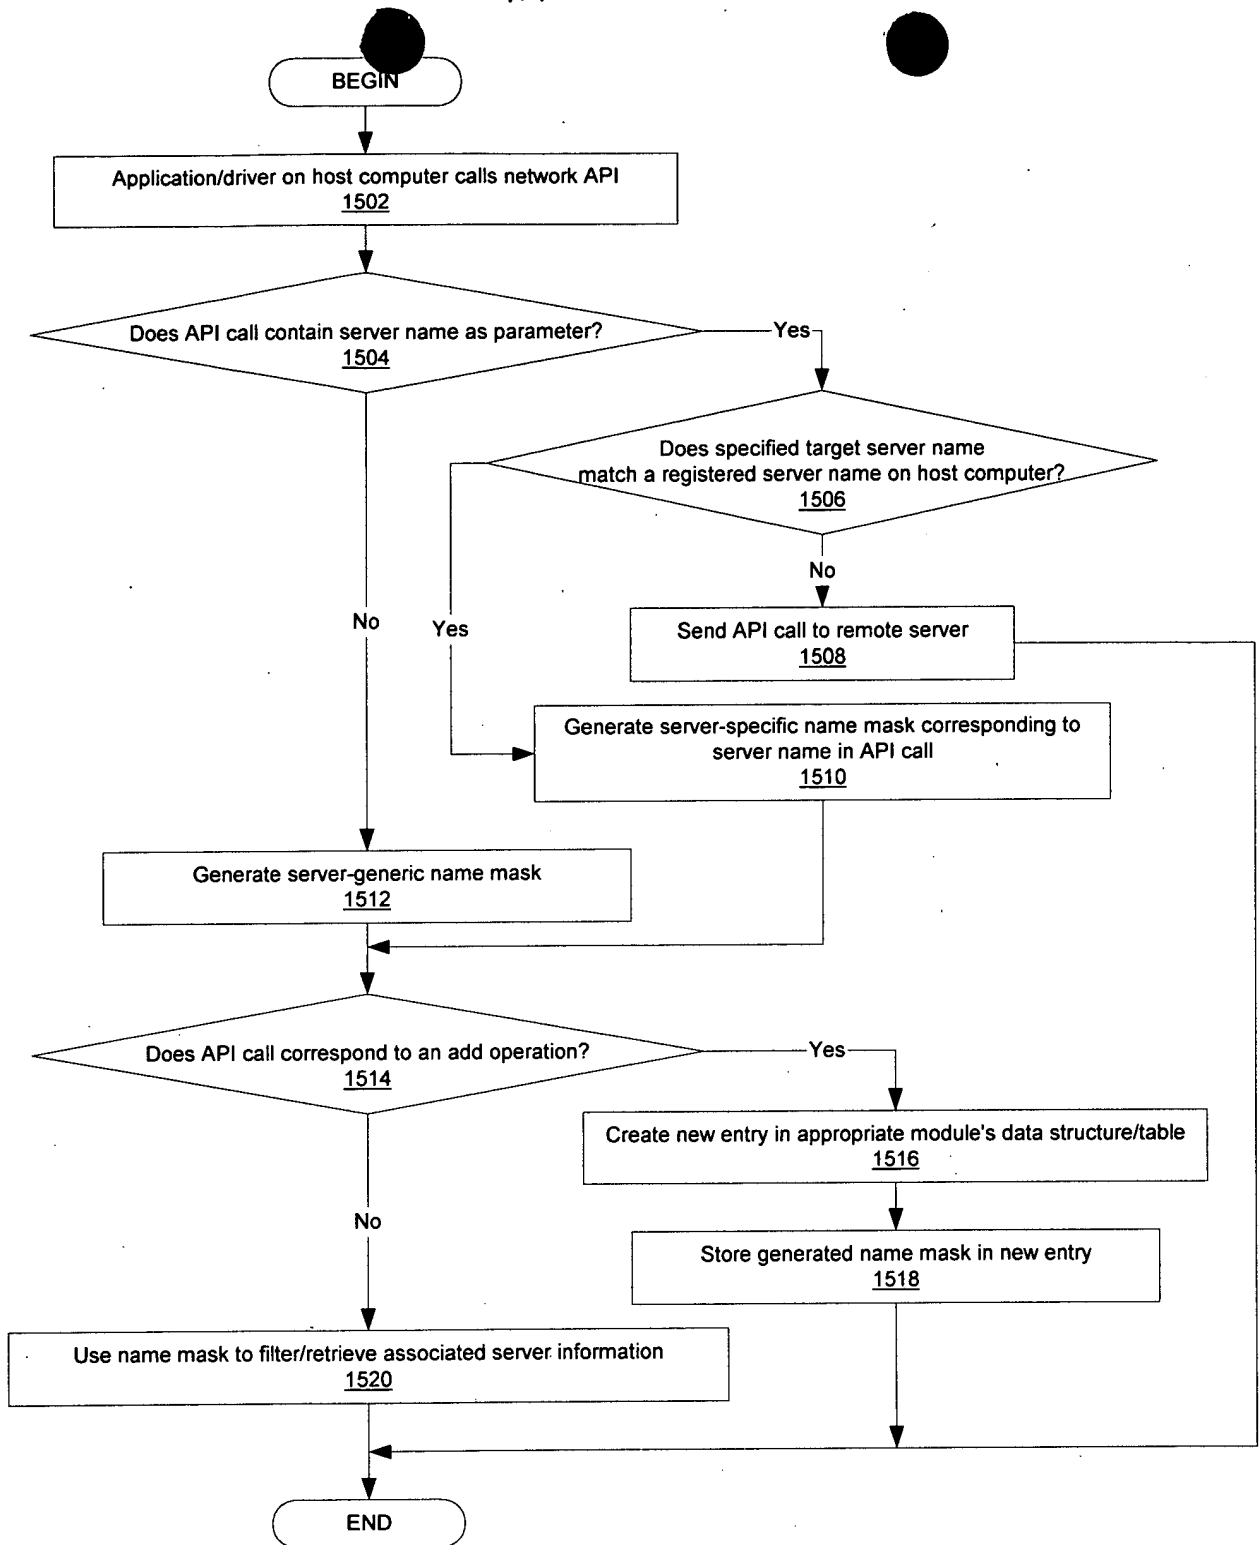 BEGIN
Application/driver on host computer calls network API
1502
Does API call contain server name as parameter?
1504
Yes
Does specified target server name
match a registered server name on host computer?
1506
No
No
Yes
Send API call to remote server
1508
Generate server-specific name mask corresponding to
server name in API call
1510
Generate server-generic name mask
1512
Does API call correspond to an add operation?
1514
Yes
Create new entry in appropriate module's data structure/table
1516
No
Store generated name mask in new entry
1518
Use name mask to filter/retrieve associated server information
1520
END